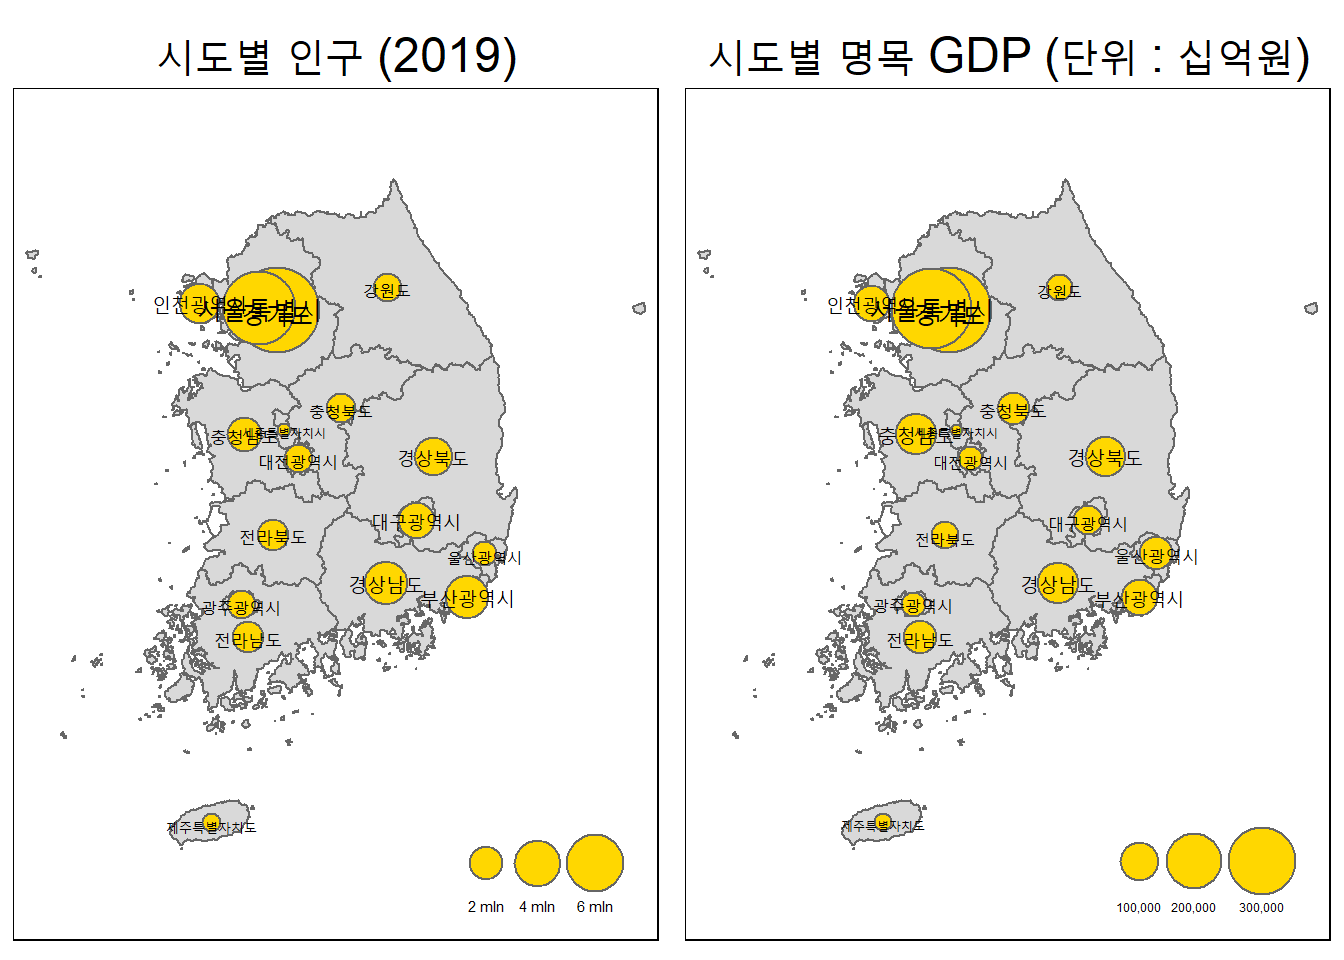 시도별 인구 (2019)
강원도
인천광역시
서울특별시
경기도
충청북도
충청남도
세종특별자치시
대전광역시
경상북도
대구광역시
전라북도
울산광역시
경상남도
부산광역시
광주광역시
전라남도
제주특별자치도
2 mln 4 mln 6 mln
시도별 명목 GDP (단위 : 십억원)
강원도
인천광역시
서울특별시
경기도
충청북도
충청남도
세종특별자치시
대전광역시
경상북도
대구광역시
전라북도
울산광역시
경상남도
부산광역시
광주광역시
전라남도
제주특별자치도
100,000 200,000 300,000